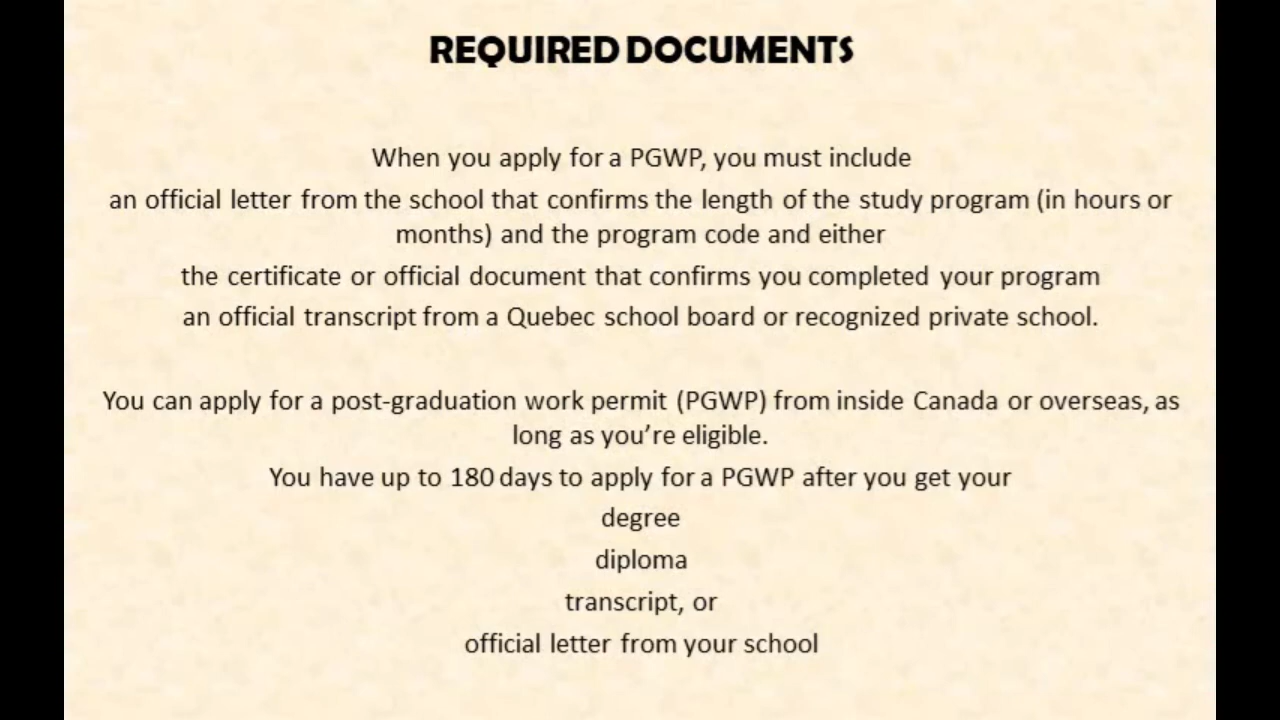 REQUIRED DOCUMENTS
When you apply for a PGWP, you must include
an official letter from the school that confirms the length of the study program (in hours or
months) and the program code and either
the certificate or official document that confirms you completed your program
an official transcript from a Quebec school board or recognized private school.
You can apply for a post-graduation work permit (PGWP) from inside Canada or overseas, as
long as you’re eligible.
You have up to 180 days to apply for a PGWP after you get your
degree
diploma
transcript, or
official letter from your school